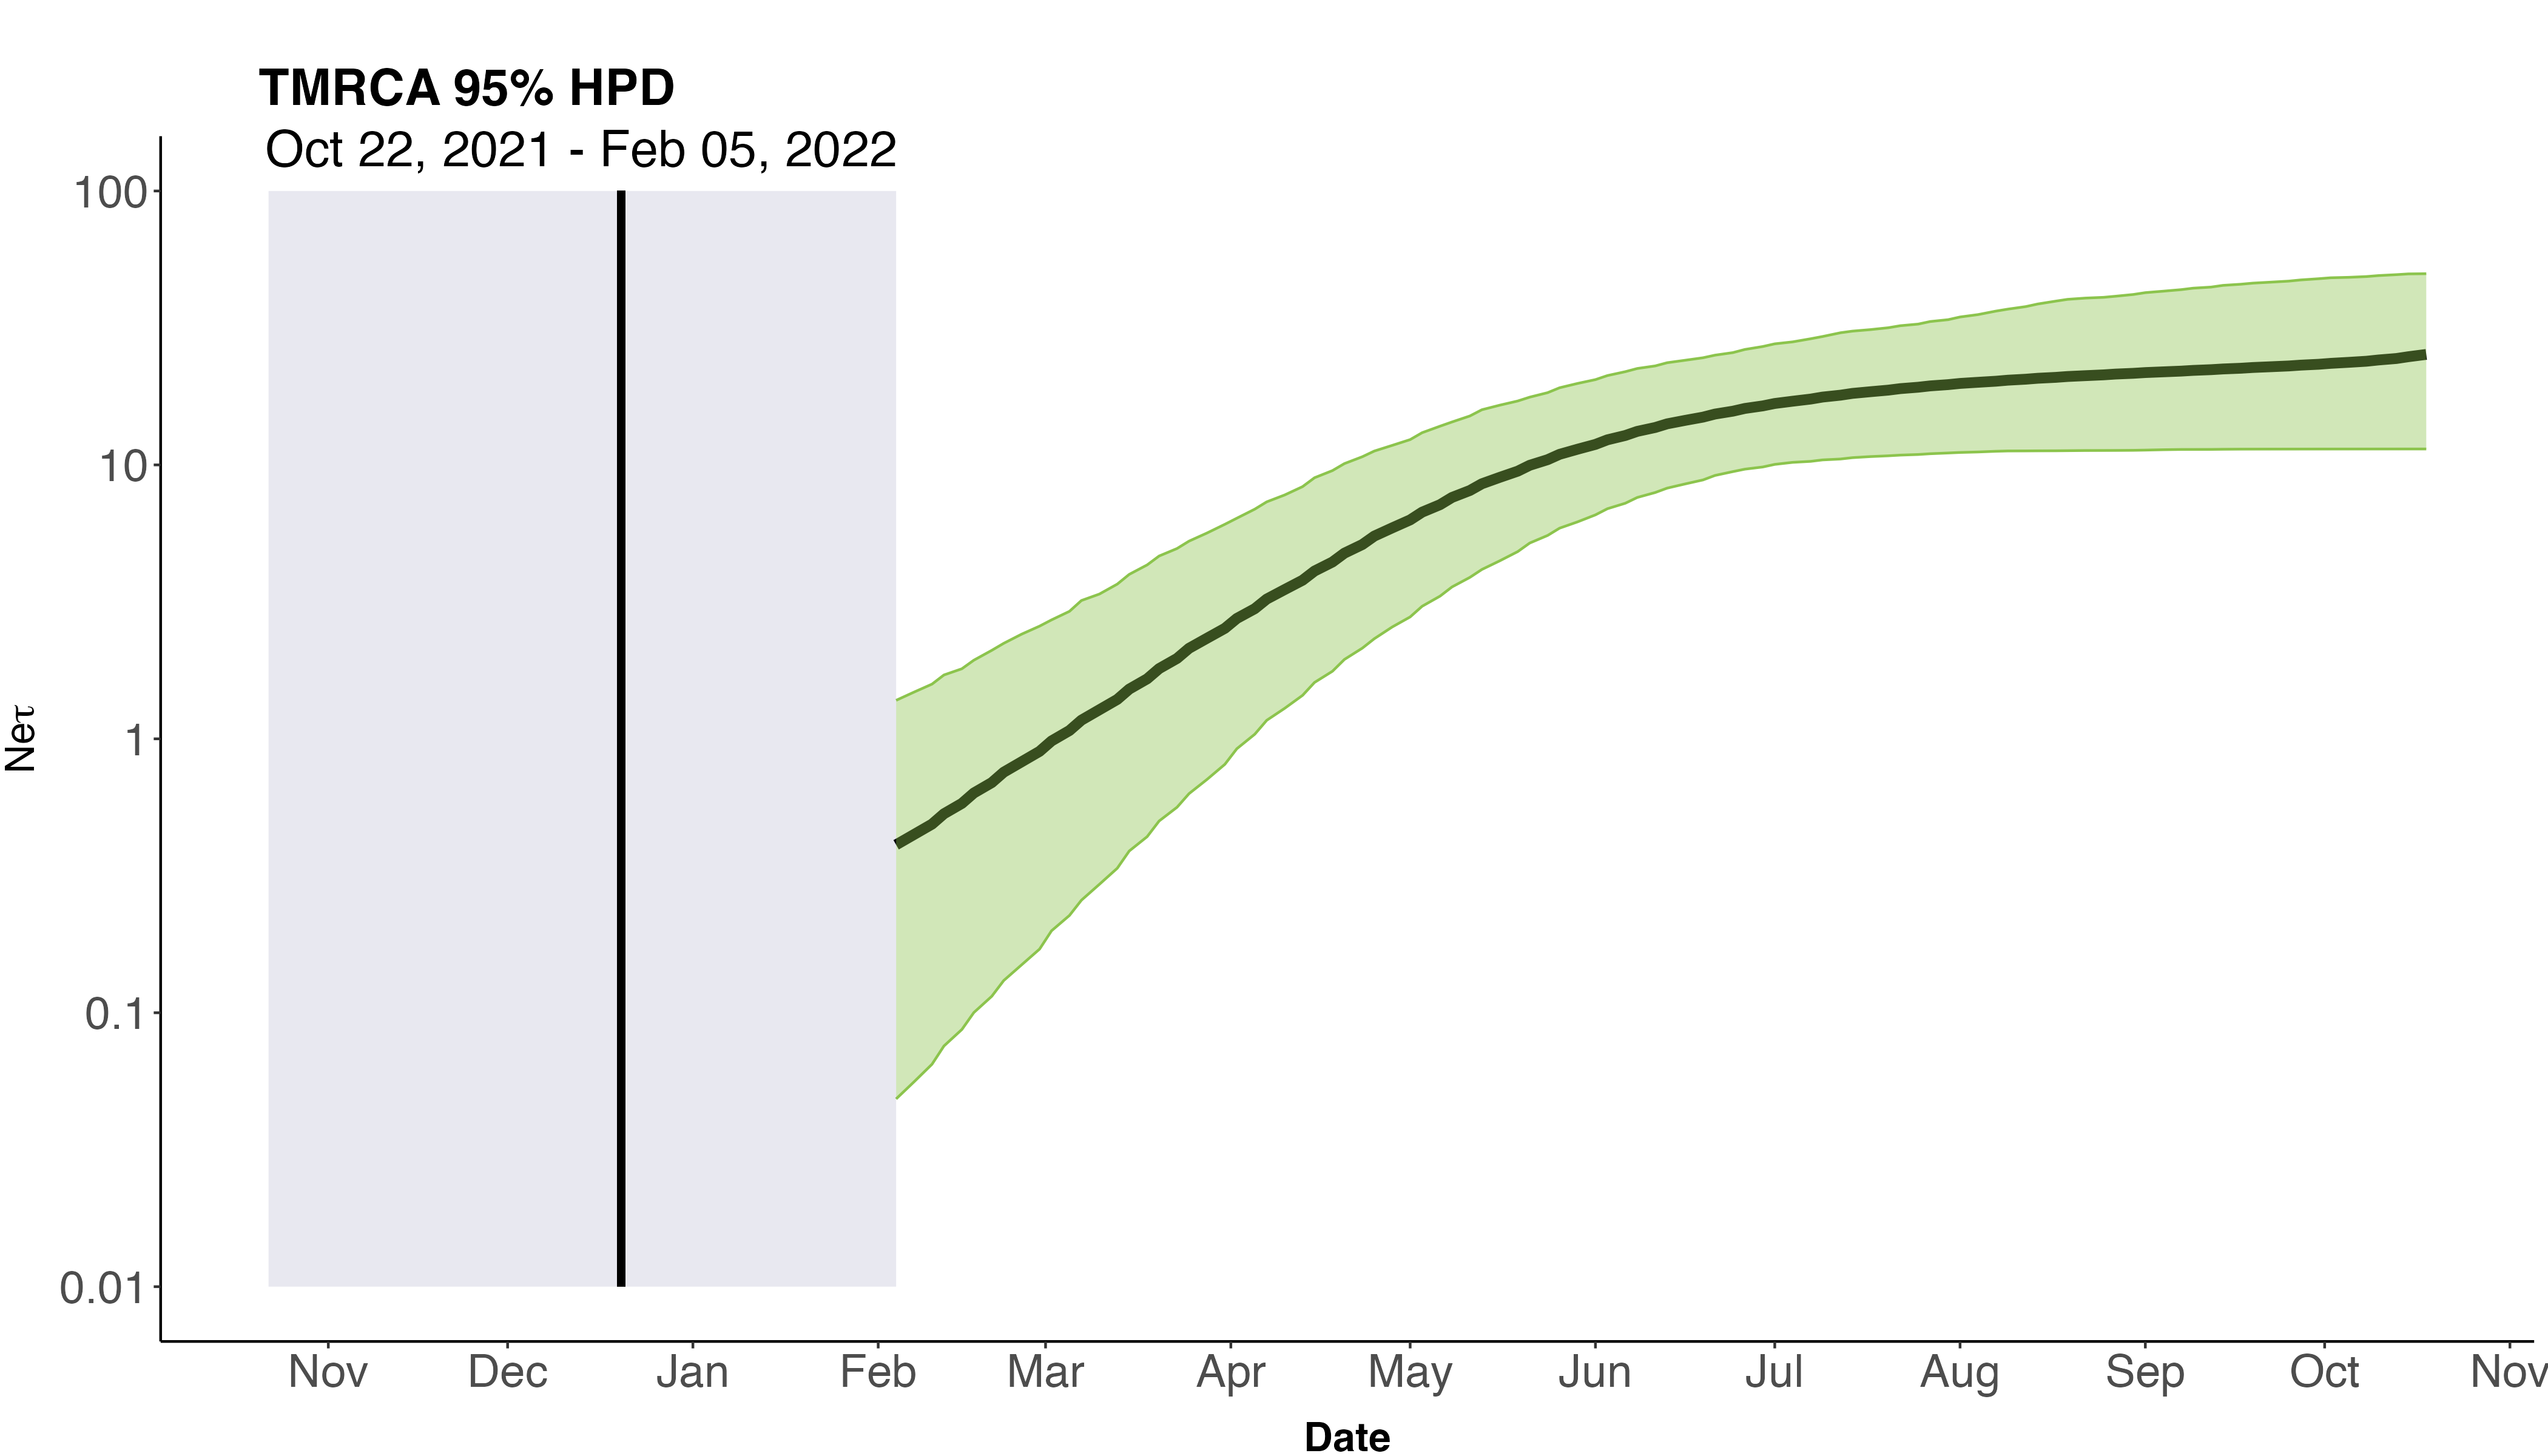 TMRCA 95% HPD
Oct 22, 2021 - Feb 05, 2022
100
10
1
0.1
0.01
Neτ
Nov Dec Jan Feb Mar Apr May Jun Jul Aug Sep Oct Nov
Date